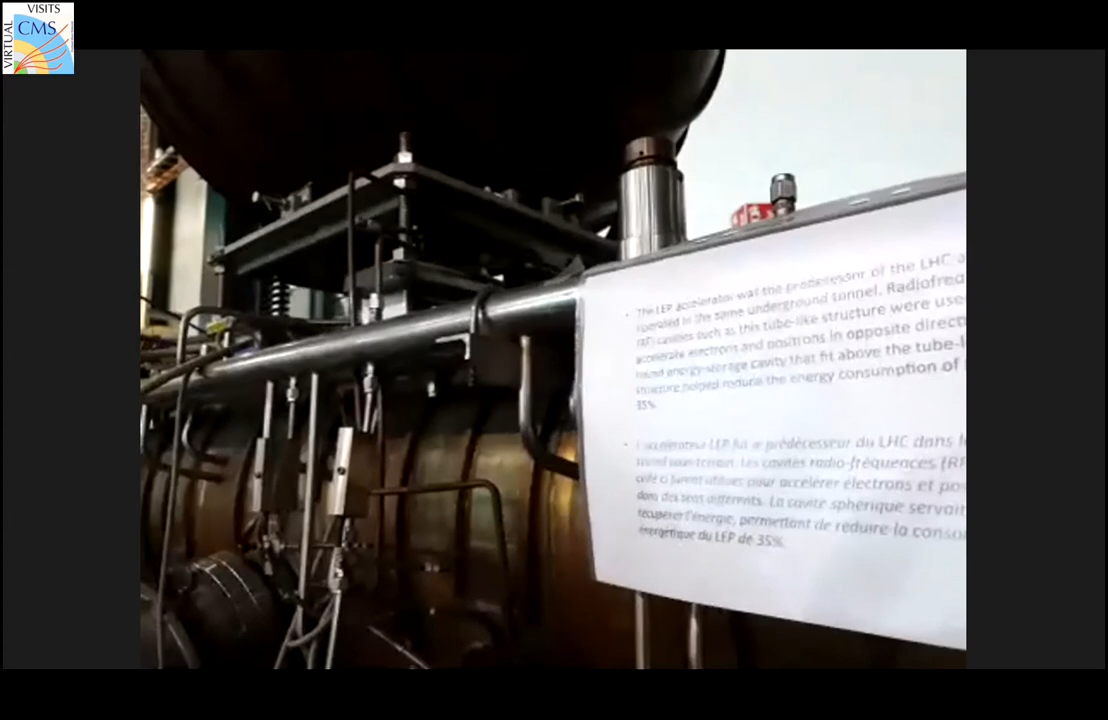 VISITS
VIRTUAL
CMS
The LEP accelerator was the predecessor of the LHC a
operated in the same underground tunnel. Radiofreq
(RF) cavities such as this tube-like structure were use
accelerate electrons and positrons in opposite direct
round energy-storage cavity that fit above the tube-l
structure helped reduce the energy consumption of
35%.
L'accélérateur LEP fut le prédécesseur du LHC dans l
tunnel sous-terrain. Les cavités radio-fréquences (RF
celle ci furent utilisées pour accélérer électrons et pos
dans des sens différents. La cavité sphérique servait
récupérer l'énergie, permettant de réduire la conso
énergétique du LEP de 35%.